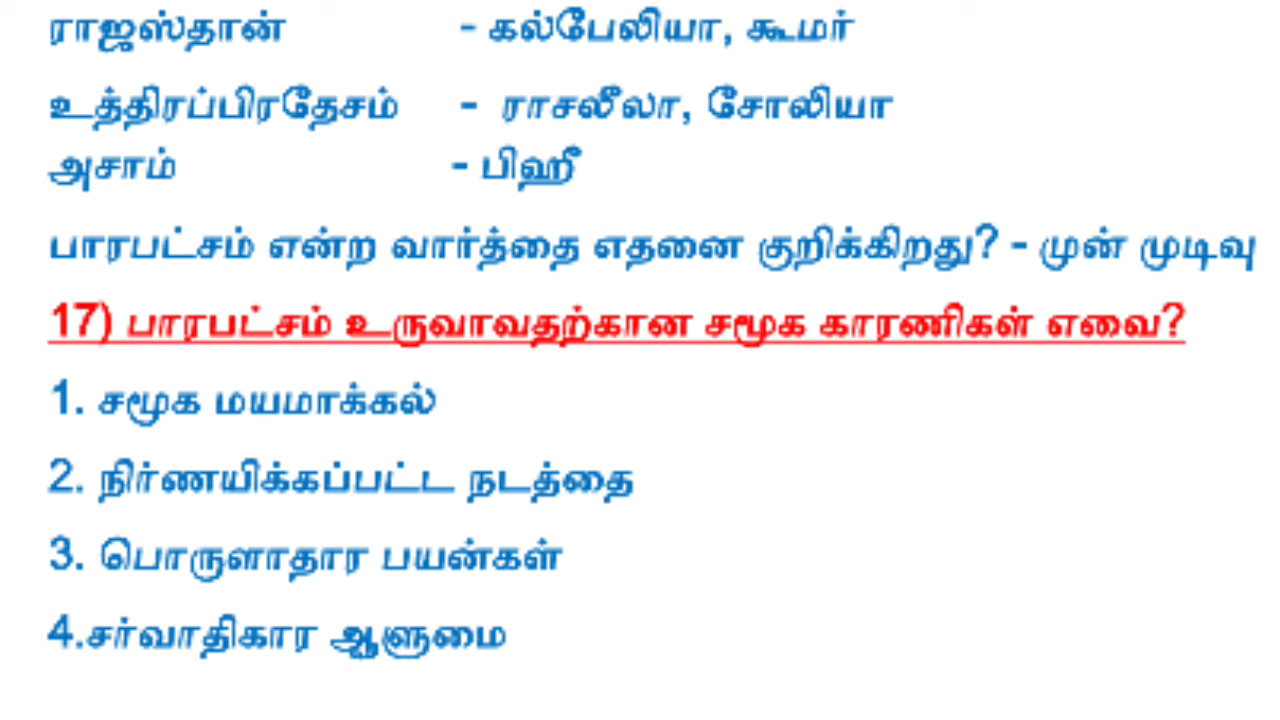 ராஜஸ்தான் - கல்பேலியா, கூமர்
உத்திரப்பிரதேசம் - ராசலீலா, சோலியா
அசாம் - பிஹீ
பாரபட்சம் என்ற வார்த்தை எதனை குறிக்கிறது? - முன் முடிவு
17) பாரபட்சம் உருவாவதற்கான சமூக காரணிகள் எவை?
1. சமூக மயமாக்கல்
2. நிர்ணயிக்கப்பட்ட நடத்தை
3. பொருளாதார பயன்கள்
4.சர்வாதிகார ஆளுமை